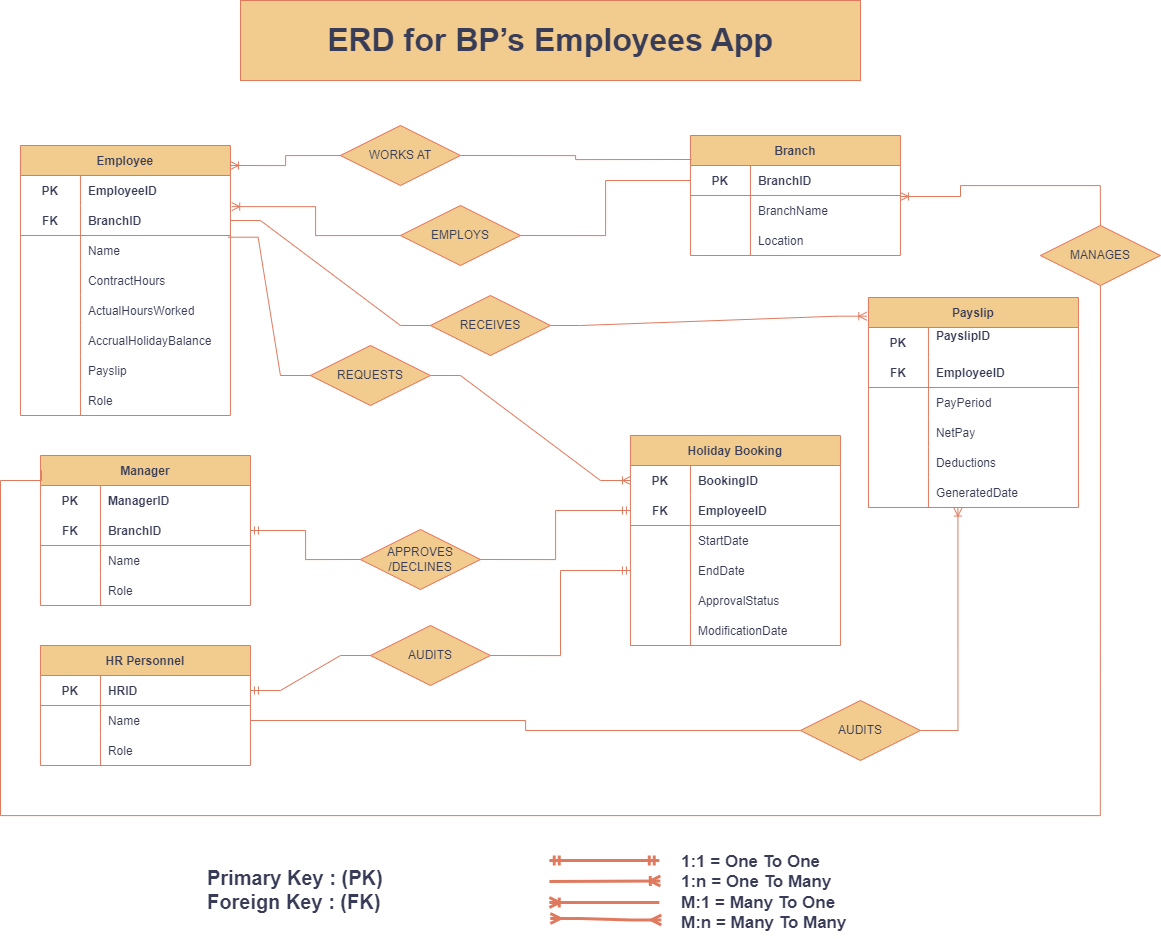 ERD for BP’s Employees App
WORKS AT
Employee
PK EmployeeID
FK BranchID
Name
ContractHours
ActualHoursWorked
AccrualHolidayBalance
Payslip
Role
Branch
PK BranchID
BranchName
Location
EMPLOYS
MANAGES
RECEIVES
REQUESTS
Payslip
PK PayslipID
FK EmployeeID
PayPeriod
NetPay
Deductions
GeneratedDate
Manager
PK ManagerID
FK BranchID
Name
Role
Holiday Booking
PK BookingID
FK EmployeeID
StartDate
EndDate
ApprovalStatus
ModificationDate
APPROVES
/DECLINES
AUDITS
HR Personnel
PK HRID
Name
Role
AUDITS
Primary Key : (PK)
Foreign Key : (FK)
1:1 = One To One
1:n = One To Many
M:1 = Many To One
M:n = Many To Many